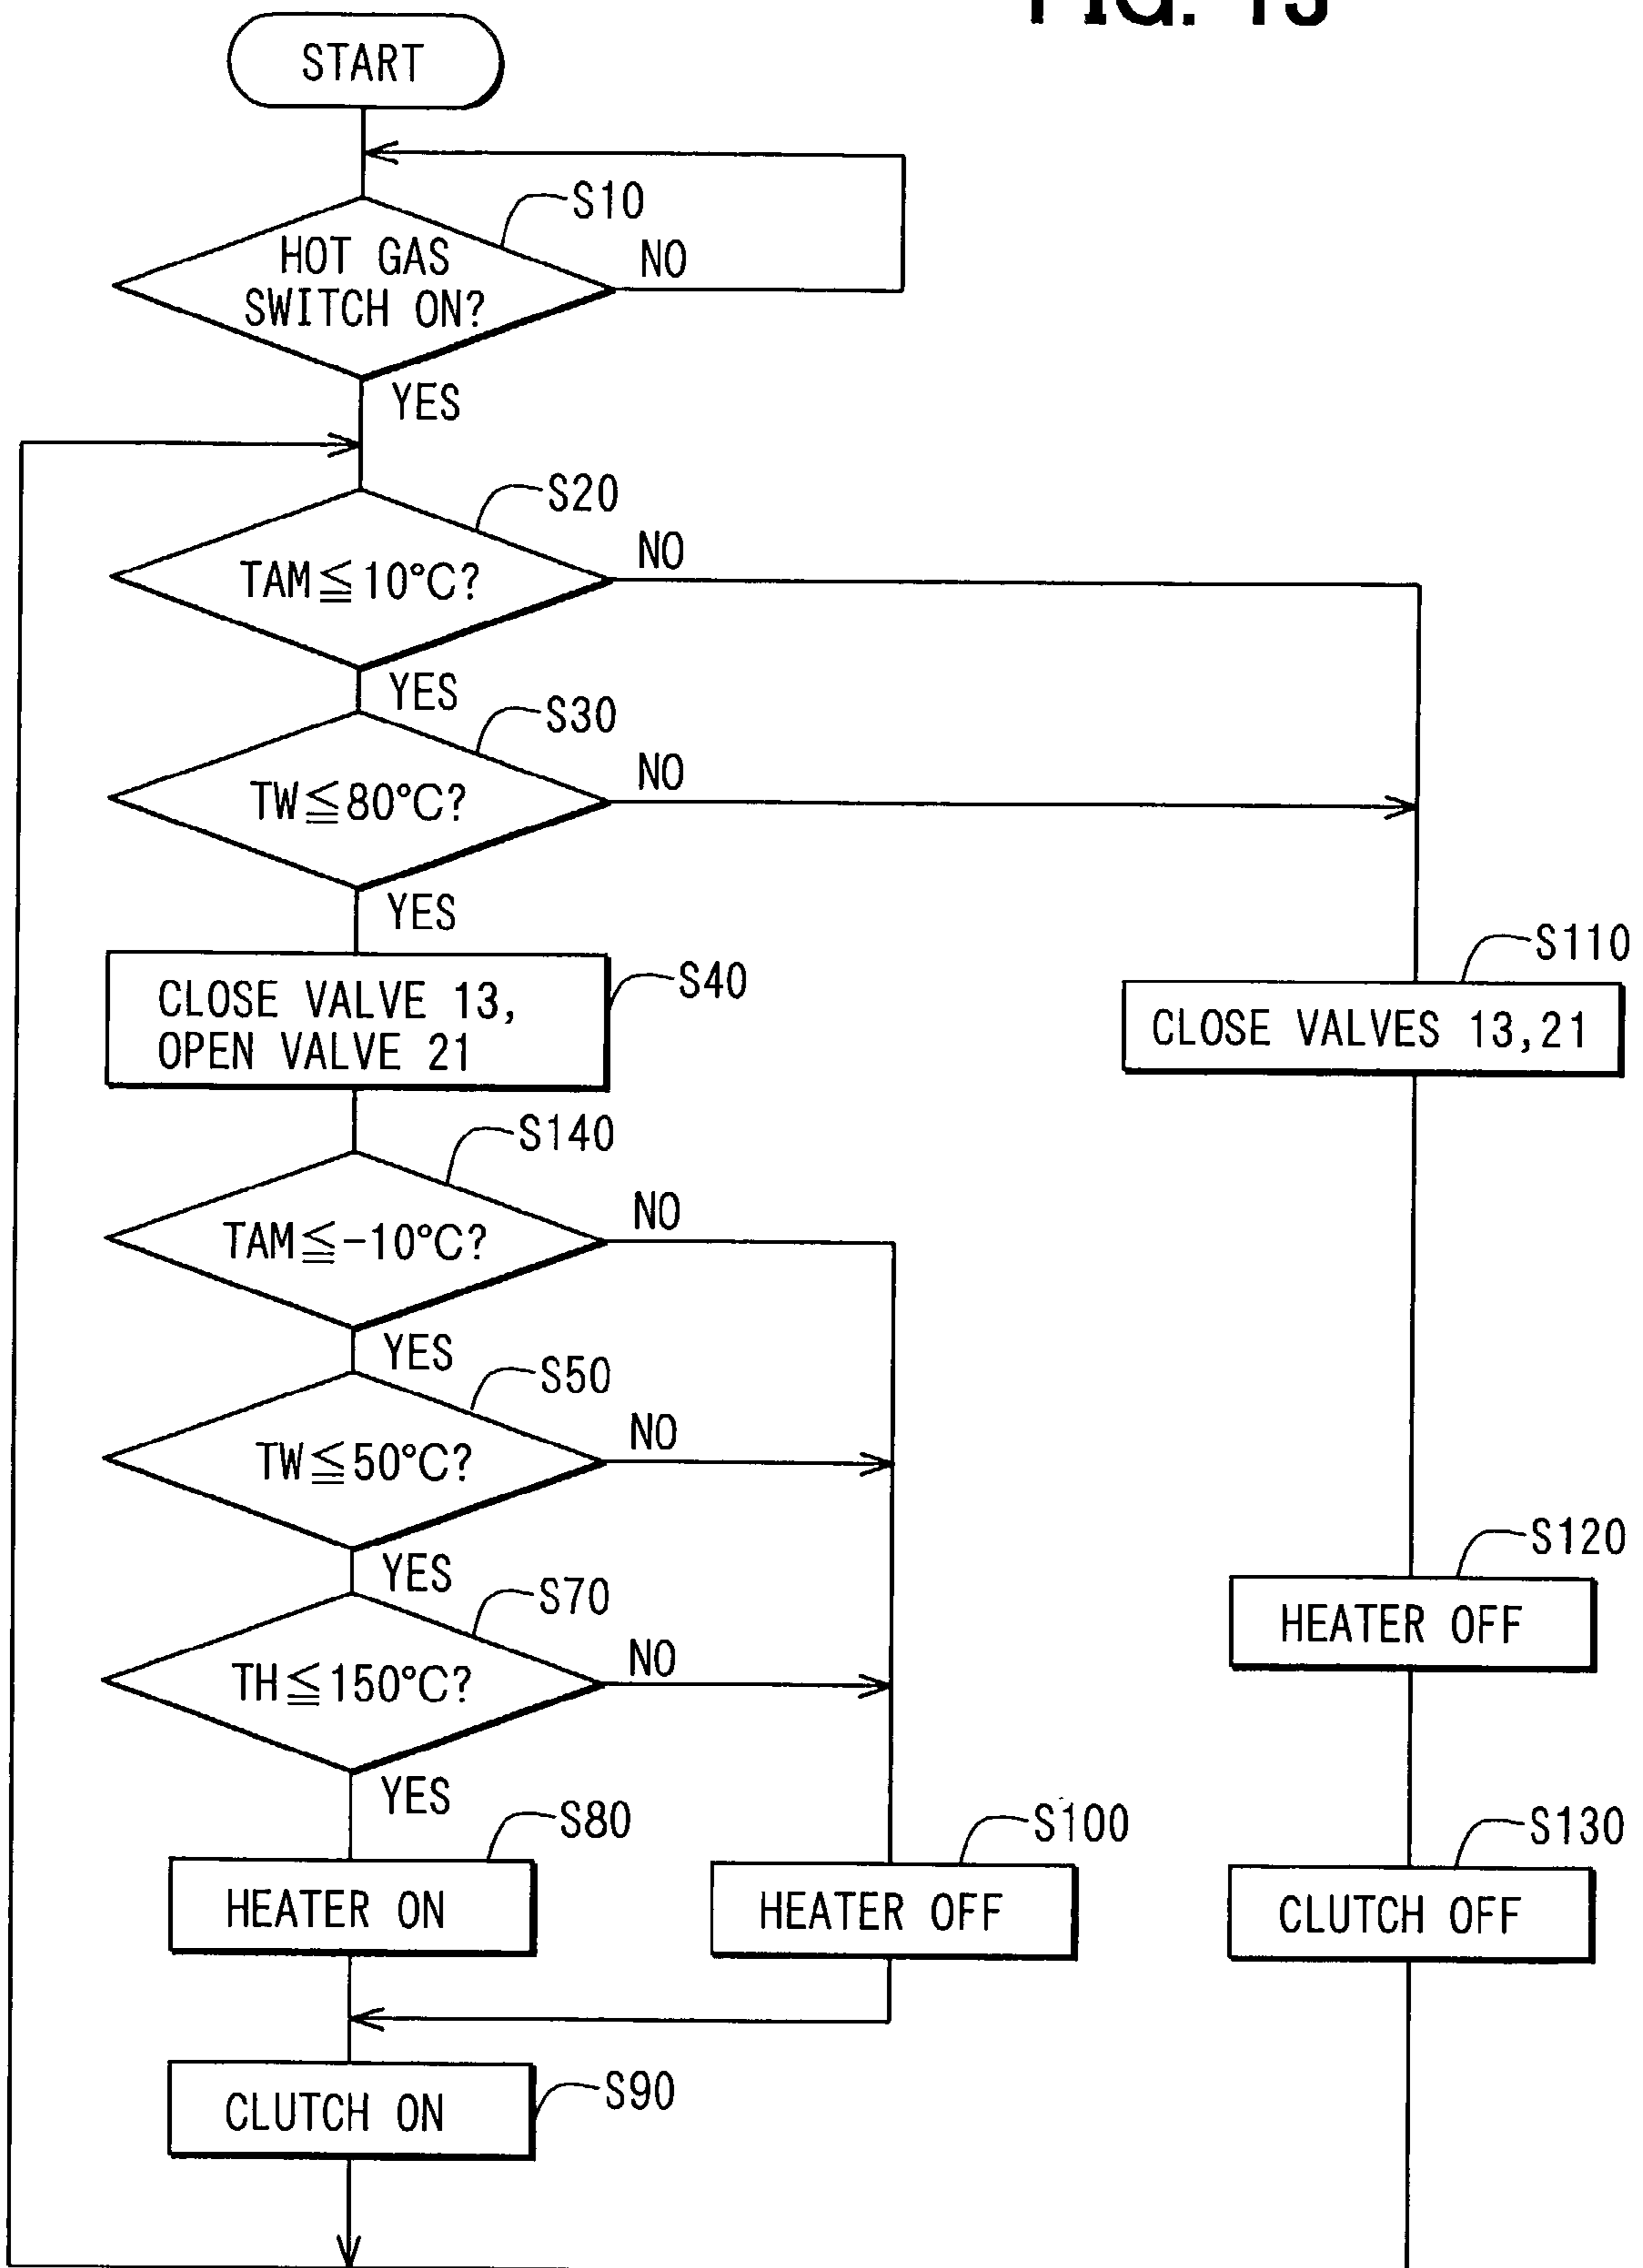 START
S10
HOT GAS
SWITCH ON?
NO
YES
S20
TAM≦10°C?
NO
YES
S30
TW≦80°C?
NO
YES
S40
CLOSE VALVE 13,
OPEN VALVE 21
S110
CLOSE VALVES 13,21
S140
TAM≦-10°C?
NO
YES
S50
TW≦50°C?
NO
YES
S120
HEATER OFF
S70
TH≦150°C?
NO
YES
S80
HEATER ON
S100
HEATER OFF
S130
CLUTCH OFF
S90
CLUTCH ON